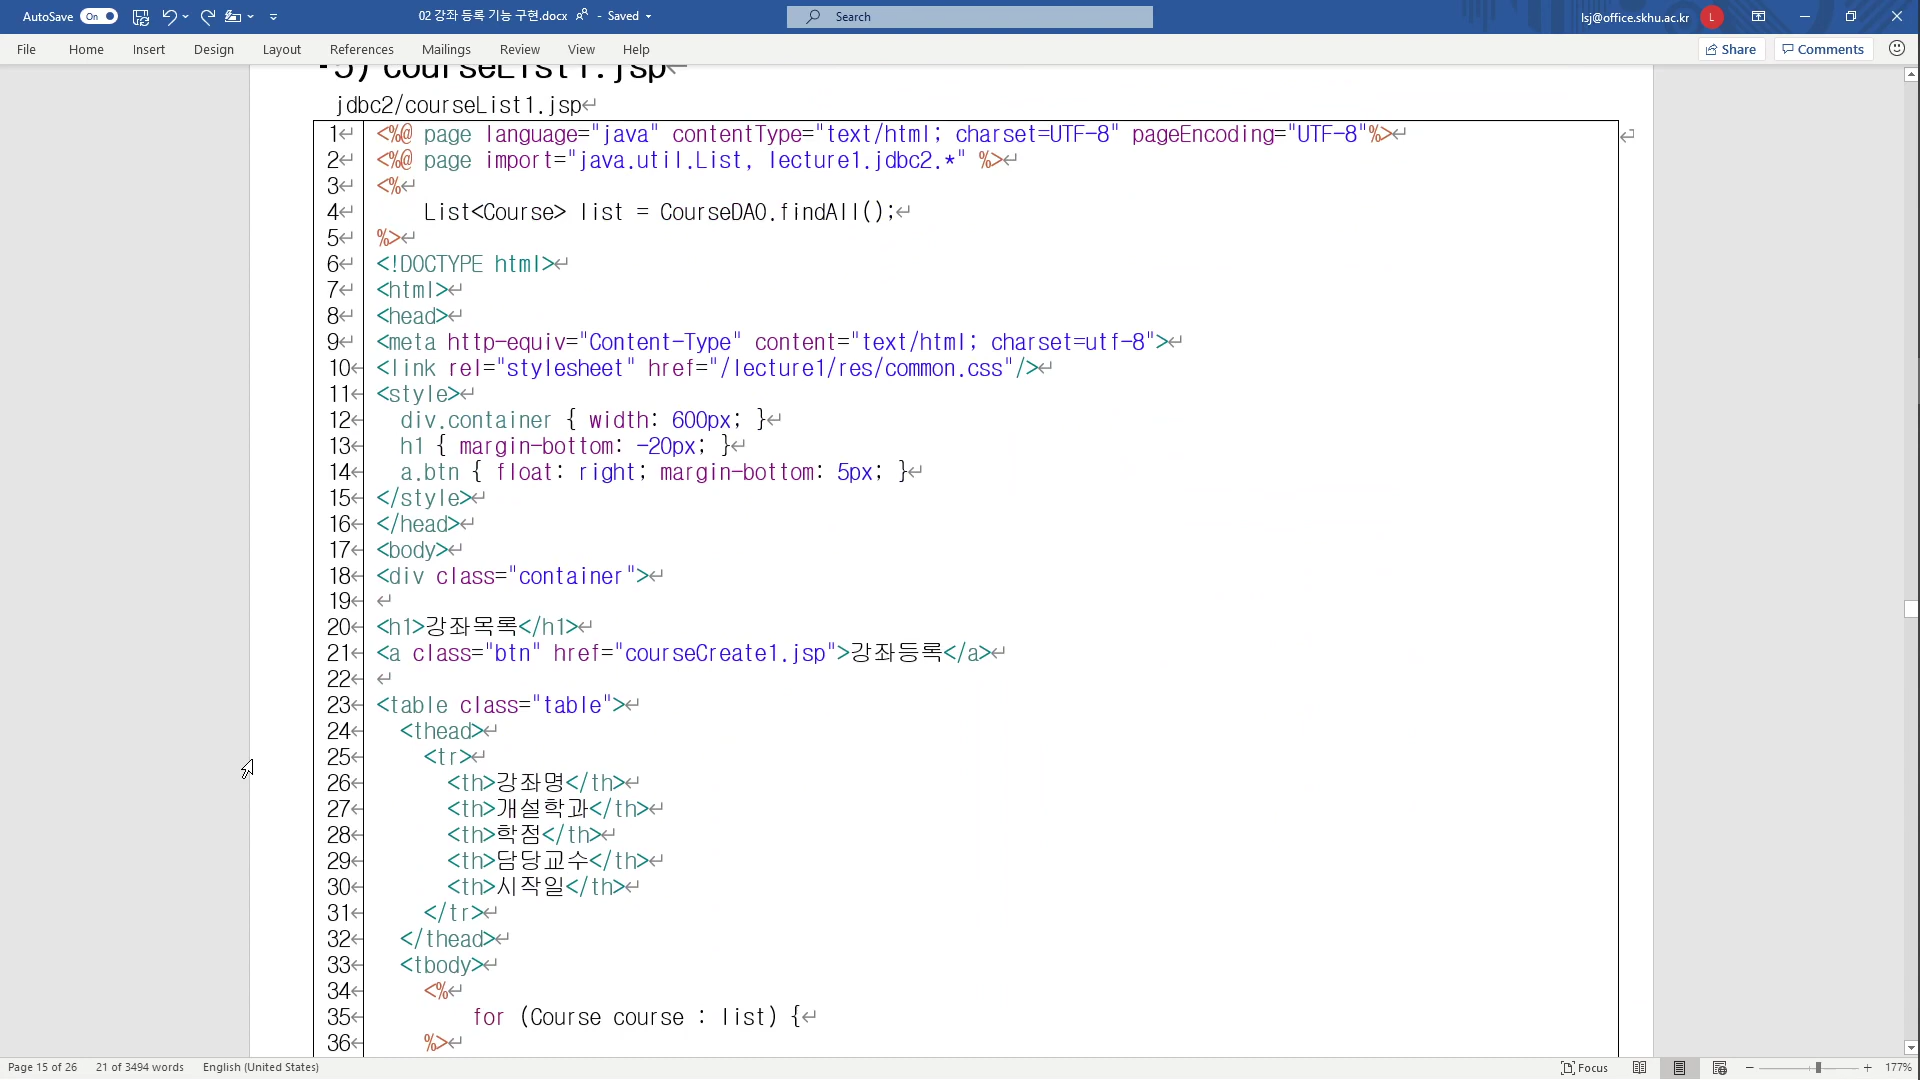 AutoSave On 02 강좌 등록 기능 구현.docx - Saved Search lsj@office.skhu.ac.kr L
File Home Insert Design Layout References Mailings Review View Help Share Comments
5) courseList1.jsp
jdbc2/courseList1.jsp
1 <%@ page language="java" contentType="text/html; charset=UTF-8" pageEncoding="UTF-8"%>
2 <%@ page import="java.util.List, lecture1.jdbc2.*" %>
3 <%
4 List<Course> list = CourseDAO.findAll();
5 %>
6 <!DOCTYPE html>
7 <html>
8 <head>
9 <meta http-equiv="Content-Type" content="text/html; charset=utf-8">
10 <link rel="stylesheet" href="/lecture1/res/common.css"/>
11 <style>
12 div.container { width: 600px; }
13 h1 { margin-bottom: -20px; }
14 a.btn { float: right; margin-bottom: 5px; }
15 </style>
16 </head>
17 <body>
18 <div class="container">
19
20 <h1>강좌목록</h1>
21 <a class="btn" href="courseCreate1.jsp">강좌등록</a>
22
23 <table class="table">
24 <thead>
25 <tr>
26 <th>강좌명</th>
27 <th>개설학과</th>
28 <th>학점</th>
29 <th>담당교수</th>
30 <th>시작일</th>
31 </tr>
32 </thead>
33 <tbody>
34 <%
35 for (Course course : list) {
36 %>
Page 15 of 26 21 of 3494 words English (United States) Focus 177%